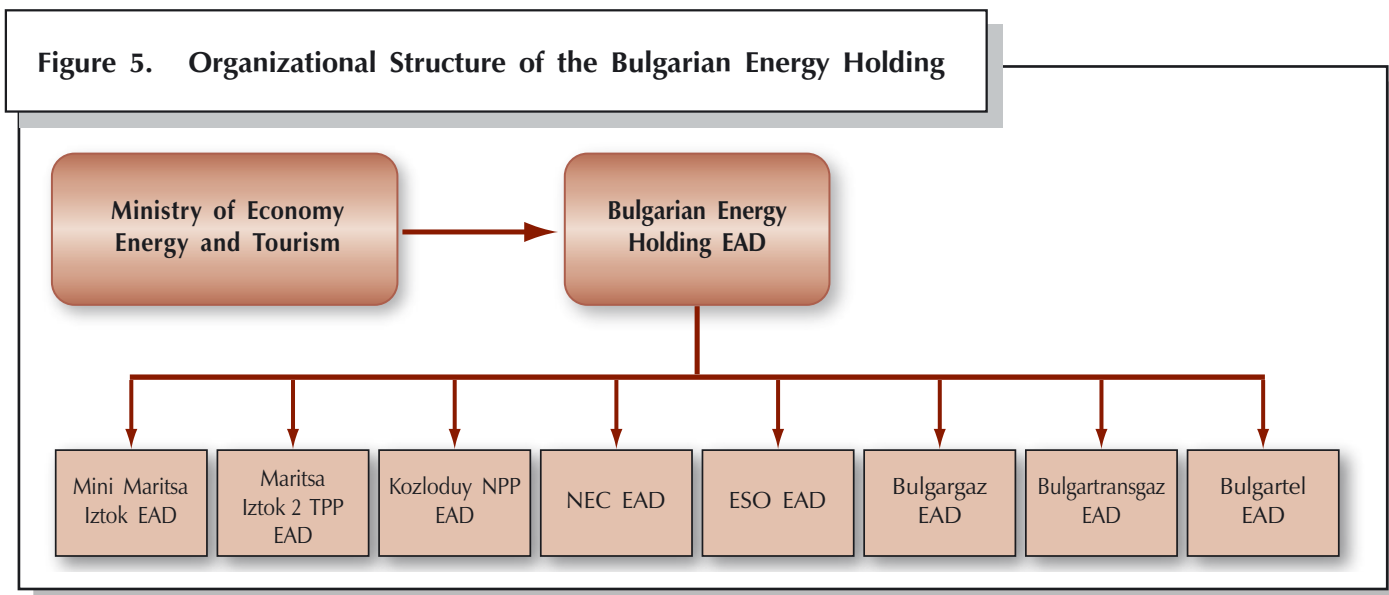 Figure 5. Organizational Structure of the Bulgarian Energy Holding
Ministry of Economy
Energy and Tourism
Bulgarian Energy
Holding EAD
Mini Maritsa
Iztok EAD
Maritsa
Iztok 2 TPP
EAD
Kozloduy NPP
EAD
NEC EAD
ESO EAD
Bulgargaz
EAD
Bulgartransgaz
EAD
Bulgartel
EAD